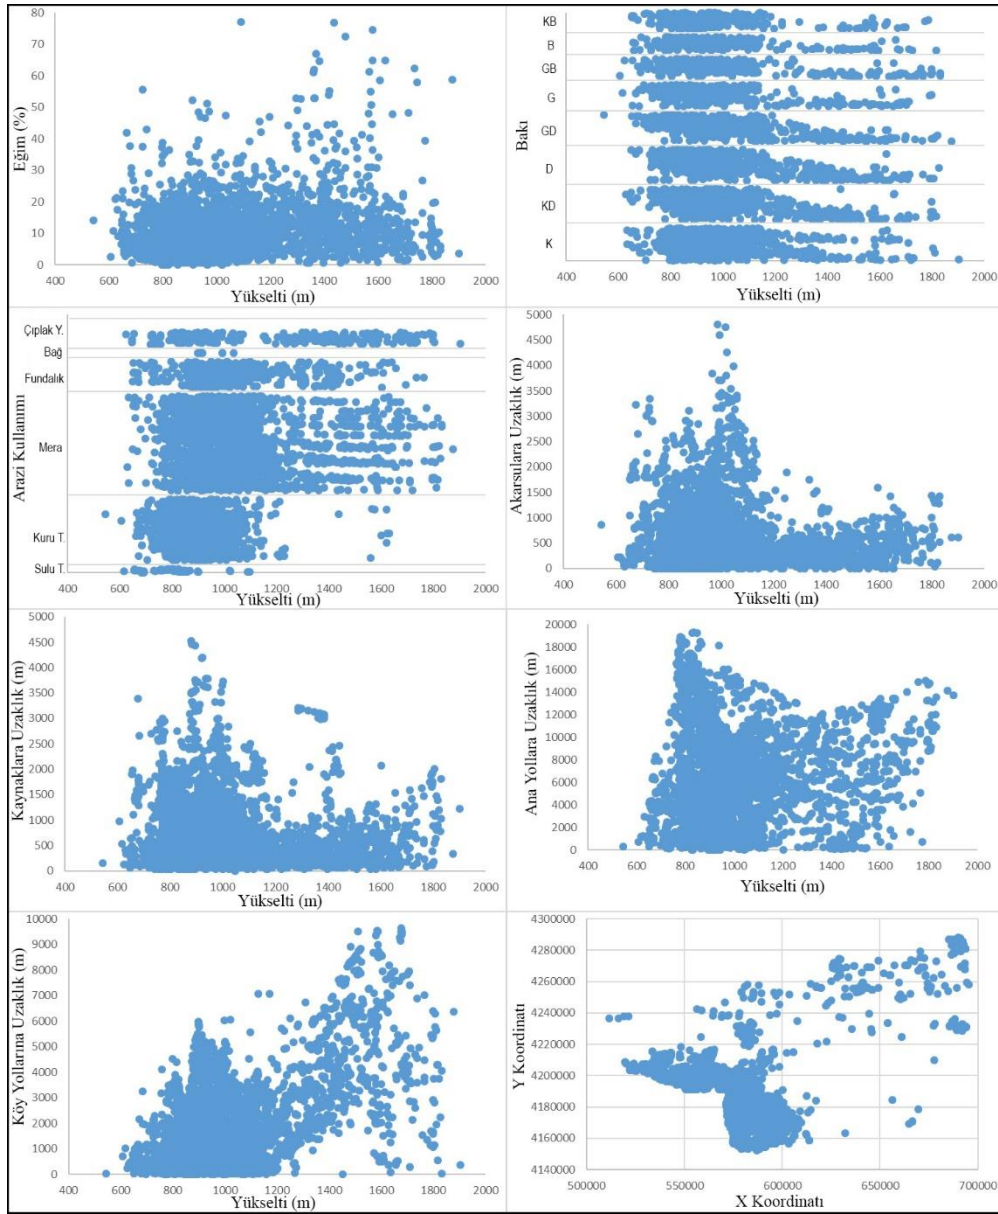 Eğim (%)
80
70
60
50
40
30
20
10
0
400 600 800 1000 1200 1400 1600 1800 2000
Yükselti (m)
Bakı
KB
B
GB
G
GD
D
KD
K
400 600 800 1000 1200 1400 1600 1800 2000
Yükselti (m)
Arazi Kullanımı
Çıplak Y.
Bağ
Fundalık
Mera
Kuru T.
Sulu T.
400 600 800 1000 1200 1400 1600 1800 2000
Yükselti (m)
Akarsulara Uzaklık (m)
5000
4500
4000
3500
3000
2500
2000
1500
1000
500
0
400 600 800 1000 1200 1400 1600 1800 2000
Yükselti (m)
Kaynaklara Uzaklık (m)
5000
4500
4000
3500
3000
2500
2000
1500
1000
500
0
400 600 800 1000 1200 1400 1600 1800 2000
Yükselti (m)
Ana Yollara Uzaklık (m)
20000
18000
16000
14000
12000
10000
8000
6000
4000
2000
0
400 600 800 1000 1200 1400 1600 1800 2000
Yükselti (m)
Köy Yollarına Uzaklık (m)
10000
9000
8000
7000
6000
5000
4000
3000
2000
1000
0
400 600 800 1000 1200 1400 1600 1800 2000
Yükselti (m)
Y Koordinatı
4300000
4280000
4260000
4240000
4220000
4200000
4180000
4160000
4140000
500000 550000 600000 650000 700000
X Koordinatı